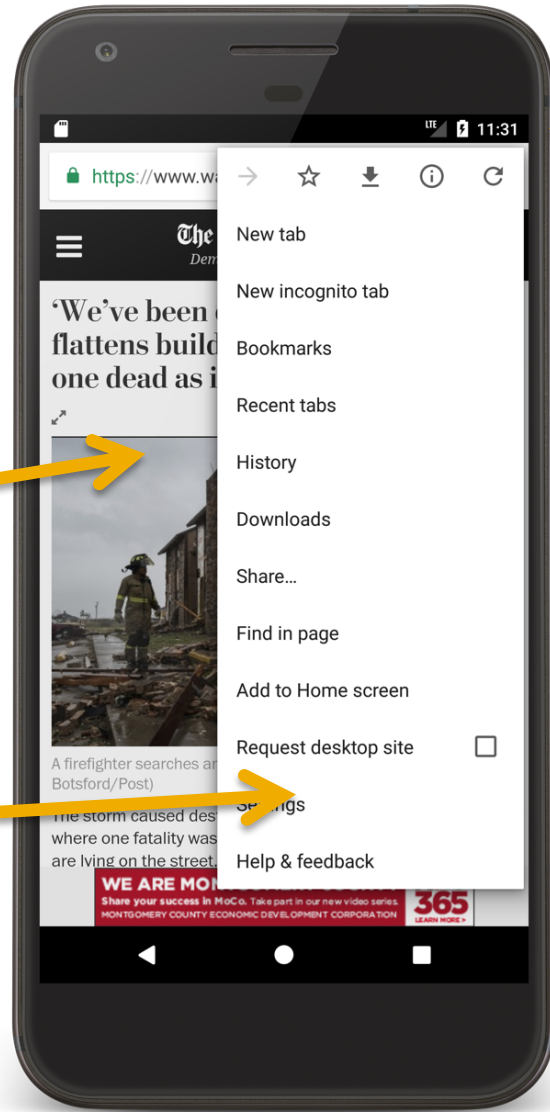 LTE 11:31
https://www.wa
The
Dem
New tab
New incognito tab
Bookmarks
Recent tabs
History
Downloads
Share...
Find in page
Add to Home screen
Request desktop site
Help & feedback
‘We’ve been
flattens build
one dead as i
A firefighter searches
Botsford/Post)
The storm caused des
where one fatality was
are lying on the street.
WE ARE MON
Share your success in MoCo. Take part in our new video series.
MONTGOMERY COUNTY ECONOMIC DEVELOPMENT CORPORATION
365
LEARN MORE >